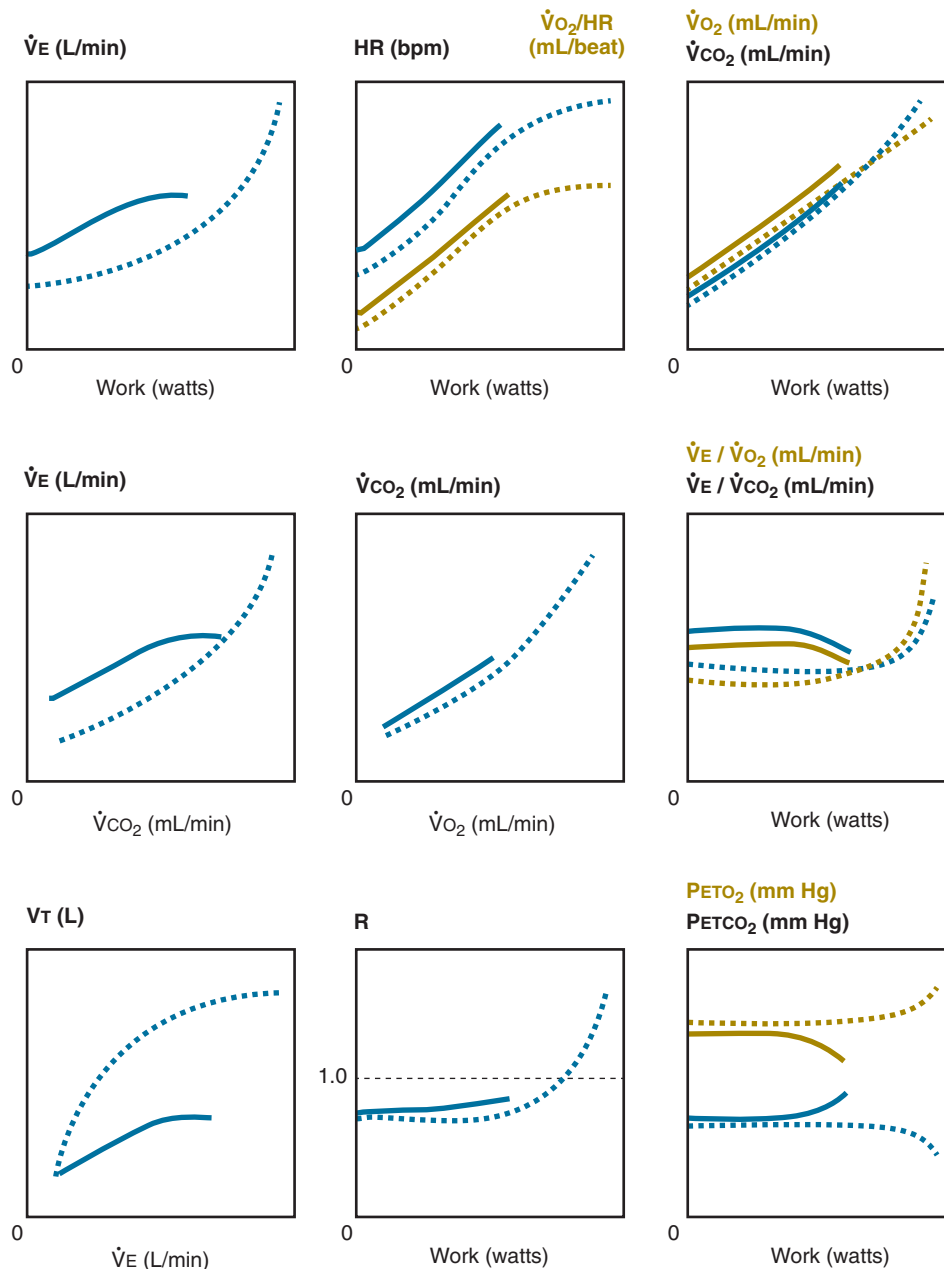 V̇E (L/min)
HR (bpm)
V̇O₂/HR
(mL/beat)
V̇O₂ (mL/min)
V̇CO₂ (mL/min)
0
Work (watts)
0
Work (watts)
0
Work (watts)
V̇E (L/min)
V̇CO₂ (mL/min)
V̇E / V̇O₂ (mL/min)
V̇E / V̇CO₂ (mL/min)
0
V̇CO₂ (mL/min)
0
V̇O₂ (mL/min)
0
Work (watts)
VT (L)
R
PETO₂ (mm Hg)
PETCO₂ (mm Hg)
1.0
0
V̇E (L/min)
0
Work (watts)
0
Work (watts)